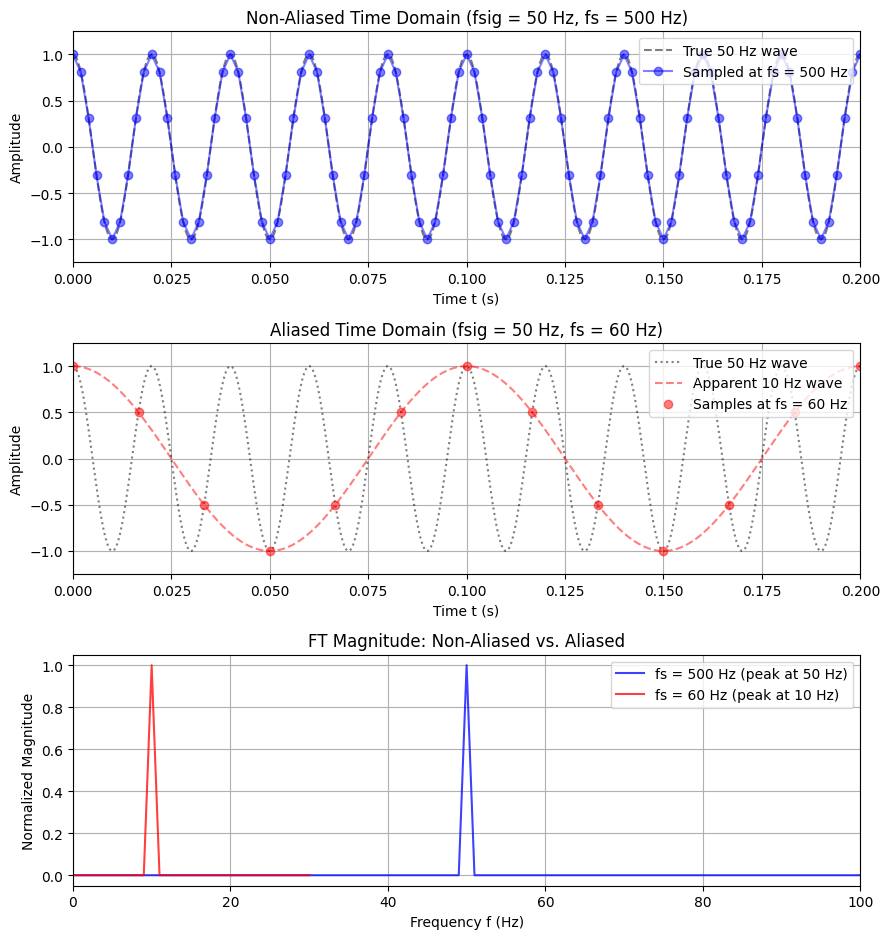 Non-Aliased Time Domain (fsig = 50 Hz, fs = 500 Hz)
True 50 Hz wave
Sampled at fs = 500 Hz
1.0
0.5
0.0
−0.5
−1.0
Amplitude
0.000 0.025 0.050 0.075 0.100 0.125 0.150 0.175 0.200
Time t (s)
Aliased Time Domain (fsig = 50 Hz, fs = 60 Hz)
True 50 Hz wave
Apparent 10 Hz wave
Samples at fs = 60 Hz
1.0
0.5
0.0
−0.5
−1.0
Amplitude
0.000 0.025 0.050 0.075 0.100 0.125 0.150 0.175 0.200
Time t (s)
FT Magnitude: Non-Aliased vs. Aliased
fs = 500 Hz (peak at 50 Hz)
fs = 60 Hz (peak at 10 Hz)
1.0
0.8
0.6
0.4
0.2
0.0
Normalized Magnitude
0 20 40 60 80 100
Frequency f (Hz)